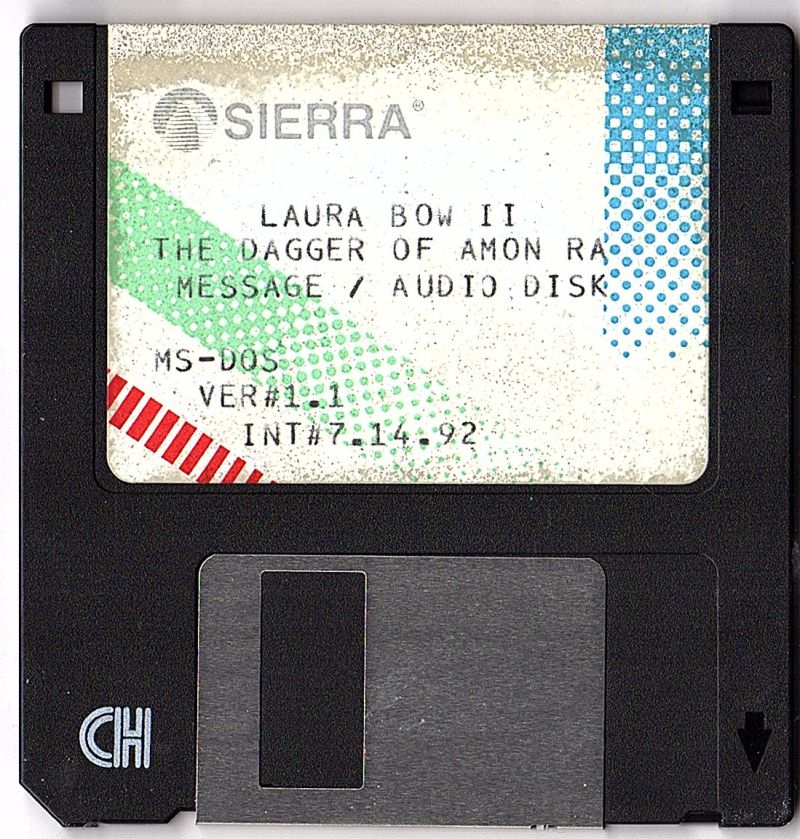 SIERRA®
LAURA BOW II
THE DAGGER OF AMON RA
MESSAGE / AUDIO DISK
MS-DOS
VER#1.1
INT#7.14.92
CH